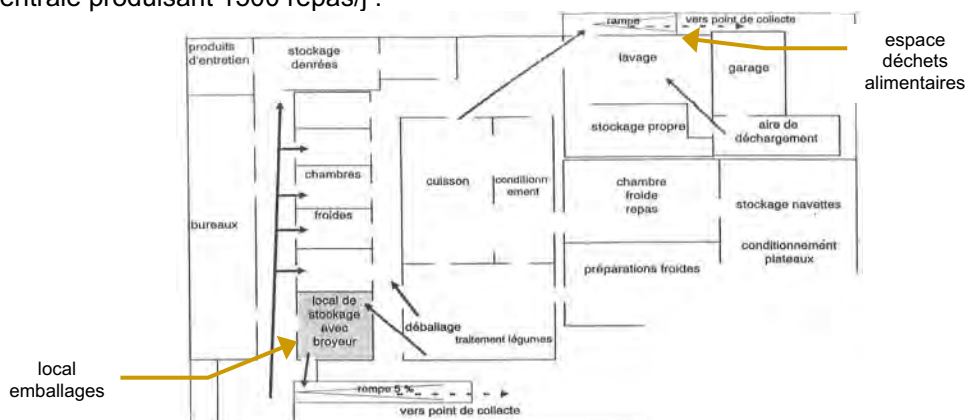 centrale produisant 1500 repas/j :
rampe
vers point de collecte
espace
déchets
alimentaires
produits
d'entretien
stockage
denrées
lavage
garage
stockage propre
aire de
déchargement
chambres
cuisson
conditionn
ement
chambre
froide
repas
stockage navettes
bureaux
froides
conditionnement
plateaux
préparations froides
local de
stockage
avec
broyeur
déballage
traitement légumes
local
emballages
rampe 5 %
vers point de collecte